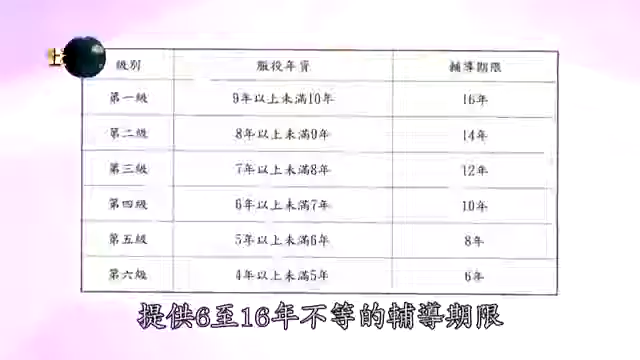 級別 服役年資 輔導期限
第一級 9年以上未滿10年 16年
第二級 8年以上未滿9年 14年
第三級 7年以上未滿8年 12年
第四級 6年以上未滿7年 10年
第五級 5年以上未滿6年 8年
第六級 4年以上未滿5年 6年
提供6至16年不等的輔導期限